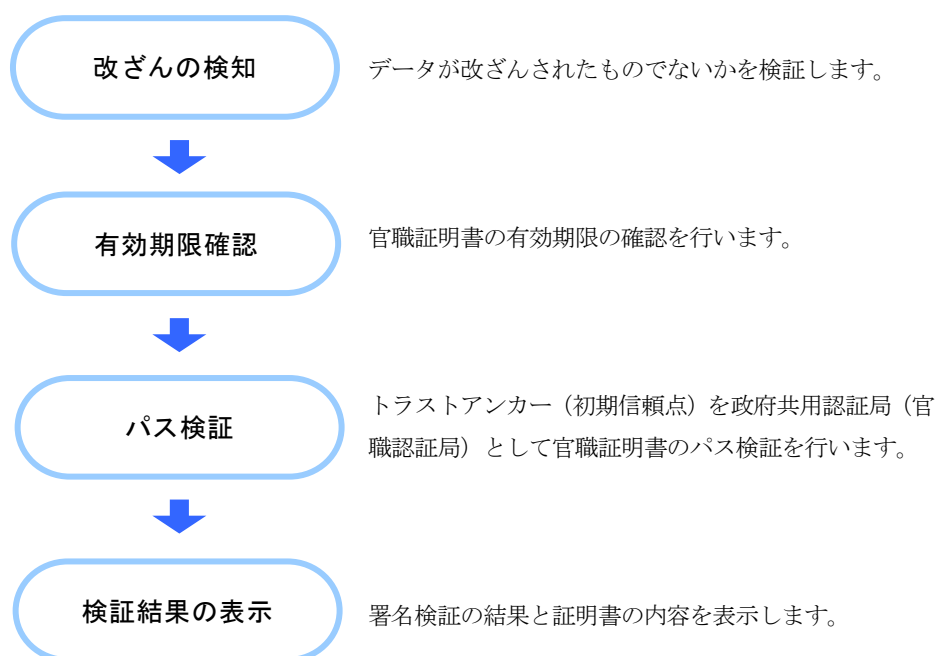 改ざんの検知
データが改ざんされたものでないかを検証します。
有効期限確認
官職証明書の有効期限の確認を行います。
パス検証
トラストアンカー（初期信頼点）を政府共用認証局（官
職認証局）として官職証明書のパス検証を行います。
検証結果の表示
署名検証の結果と証明書の内容を表示します。